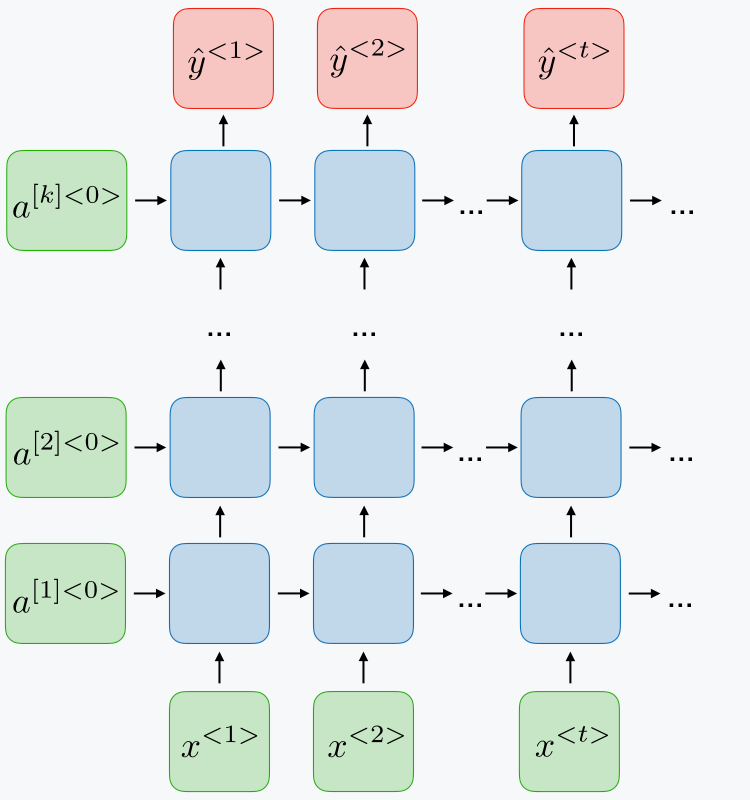 ŷ<1> ŷ<2> ŷ<t>
a[k]<0> ... ...
... ... ...
a[2]<0> ... ...
a[1]<0> ... ...
x<1> x<2> x<t>